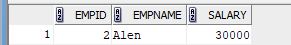 EMPID EMPNAME SALARY
1 2 Alen 30000